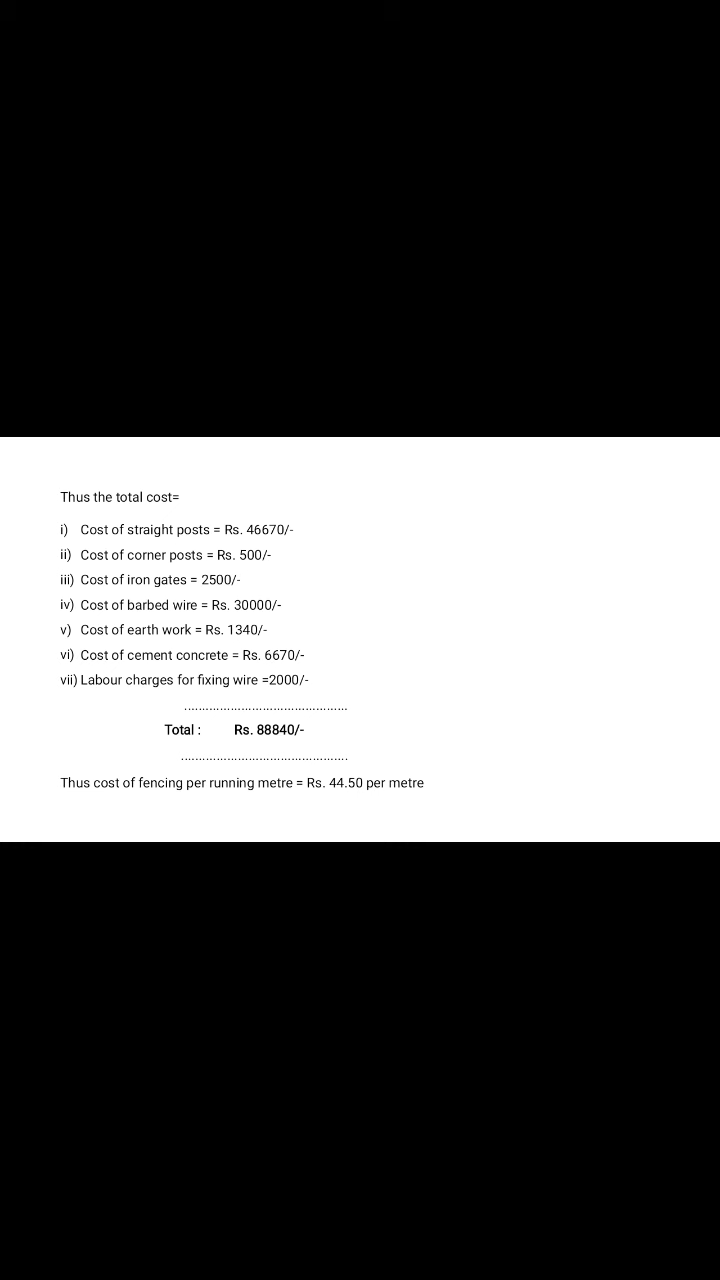 Thus the total cost=
i) Cost of straight posts = Rs. 46670/-
ii) Cost of corner posts = Rs. 500/-
iii) Cost of iron gates = 2500/-
iv) Cost of barbed wire = Rs. 30000/-
v) Cost of earth work = Rs. 1340/-
vi) Cost of cement concrete = Rs. 6670/-
vii) Labour charges for fixing wire =2000/-
..............................................
Total : Rs. 88840/-
...............................................
Thus cost of fencing per running metre = Rs. 44.50 per metre